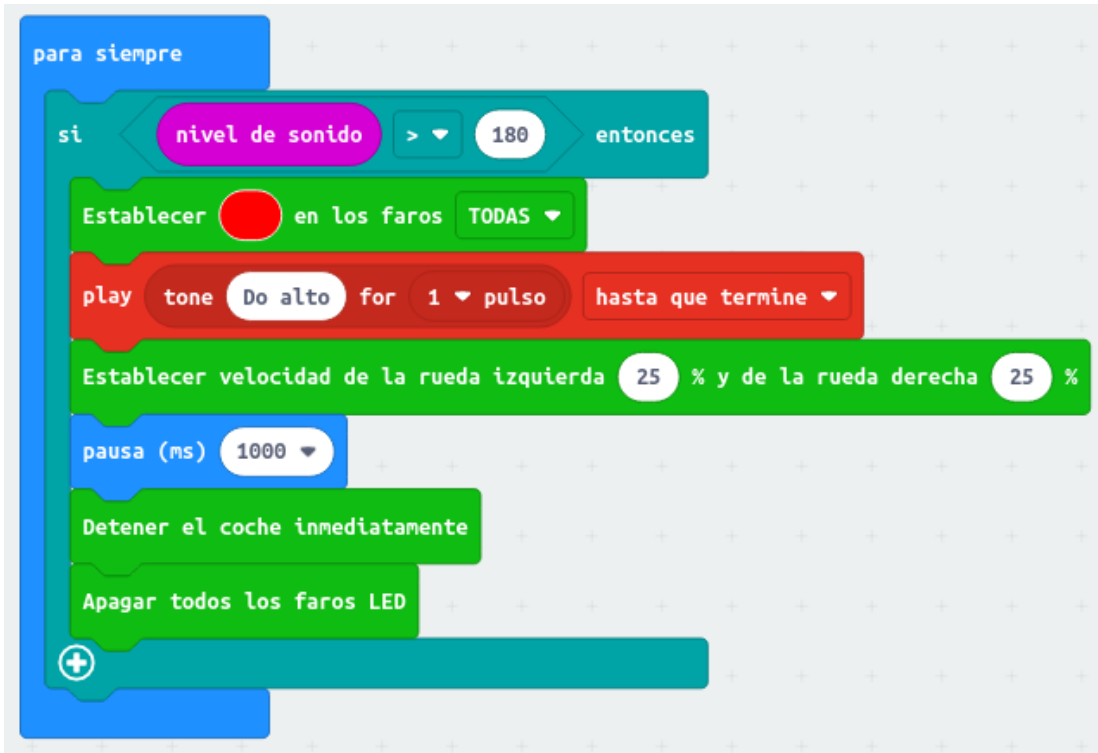 para siempre
si nivel de sonido > 180 entonces
Establecer en los faros TODAS
play tone Do alto for 1 pulso hasta que termine
Establecer velocidad de la rueda izquierda 25 % y de la rueda derecha 25 %
pausa (ms) 1000
Detener el coche inmediatamente
Apagar todos los faros LED